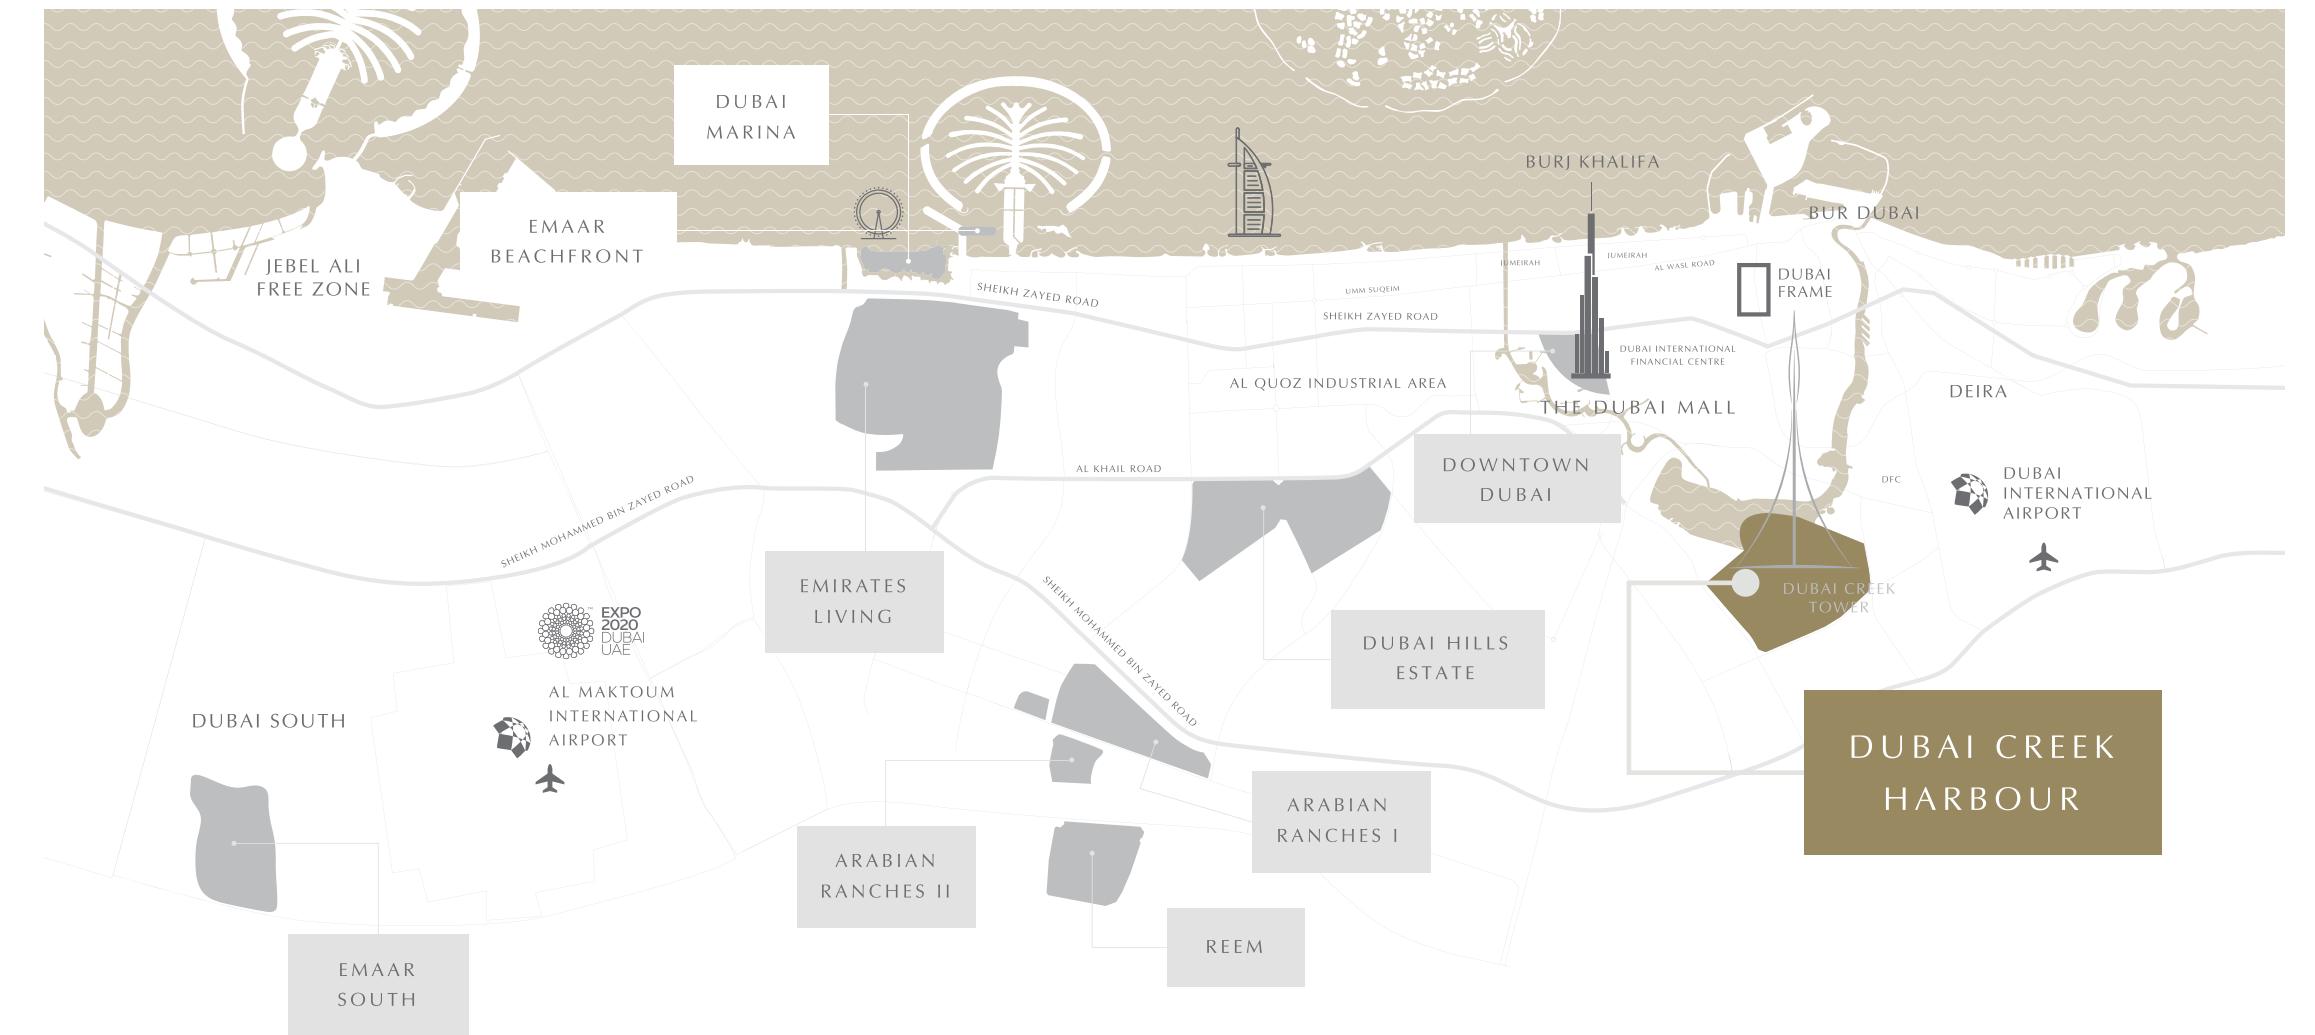 DUBAI
MARINA
BURJ KHALIFA
EMAAR
BEACHFRONT
BUR DUBAI
JEBEL ALI
FREE ZONE
JUMEIRAH
JUMEIRAH
AL WASL ROAD
DUBAI
FRAME
SHEIKH ZAYED ROAD
UMM SUQEIM
SHEIKH ZAYED ROAD
DUBAI INTERNATIONAL
FINANCIAL CENTRE
AL QUOZ INDUSTRIAL AREA
DEIRA
THE DUBAI MALL
AL KHAIL ROAD
DOWNTOWN
DUBAI
DFC
DUBAI
INTERNATIONAL
AIRPORT
SHEIKH MOHAMMED BIN ZAYED ROAD
EMIRATES
LIVING
SHEIKH MOHAMMED BIN ZAYED ROAD
DUBAI CREEK
TOWER
EXPO
2020
DUBAI
UAE
™
DUBAI HILLS
ESTATE
AL MAKTOUM
INTERNATIONAL
AIRPORT
DUBAI SOUTH
DUBAI CREEK
HARBOUR
ARABIAN
RANCHES I
ARABIAN
RANCHES II
REEM
EMAAR
SOUTH